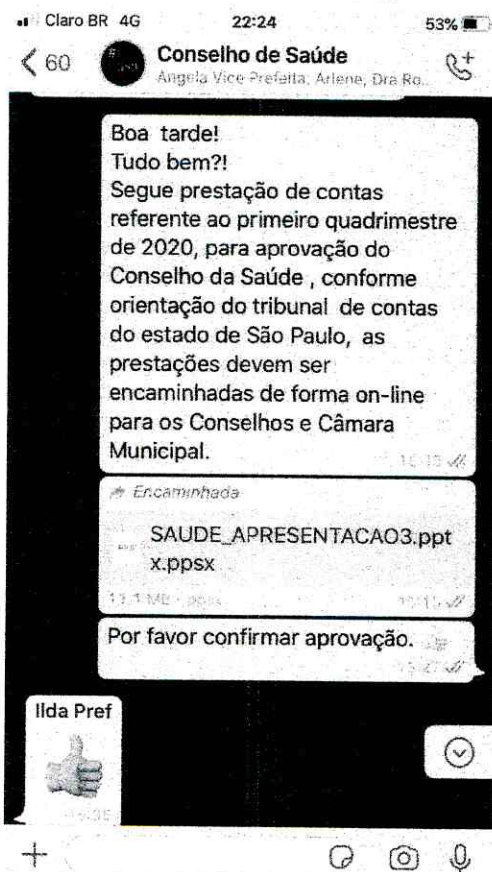 Claro BR 4G 22:24 53%
60 Conselho de Saúde
Angela Vice Prefeita, Arlene, Dra Ro...
Boa tarde!
Tudo bem?!
Segue prestação de contas
referente ao primeiro quadrimestre
de 2020, para aprovação do
Conselho da Saúde , conforme
orientação do tribunal de contas
do estado de São Paulo, as
prestações devem ser
encaminhadas de forma on-line
para os Conselhos e Câmara
Municipal.
Encaminhada
SAUDE_APRESENTACAO3.ppt
x.ppsx
Por favor confirmar aprovação.
Ilda Pref